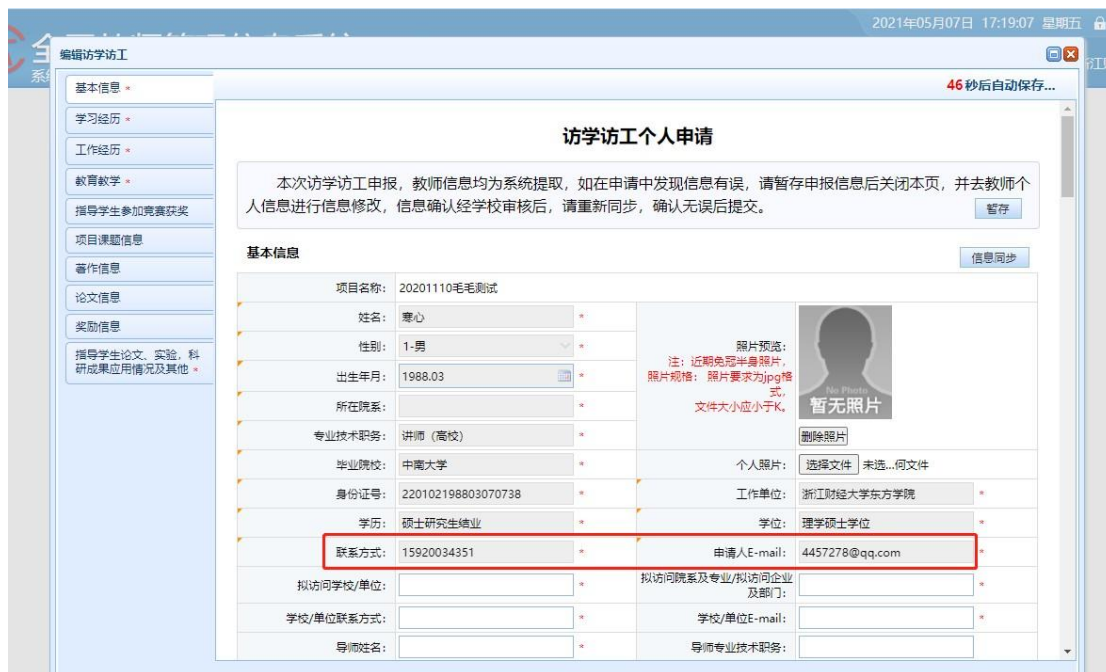 2021年05月07日 17:19:07 星期五
编辑访学访工
46秒后自动保存...
基本信息 *
学习经历 *
工作经历 *
教育教学 *
指导学生参加竞赛获奖
项目课题信息
著作信息
论文信息
奖励信息
指导学生论文、实验，科
研成果应用情况及其他 *
访学访工个人申请
本次访学访工申报，教师信息均为系统提取，如在申请中发现信息有误，请暂存申报信息后关闭本页，并去教师个
人信息进行信息修改，信息确认经学校审核后，请重新同步，确认无误后提交。
暂存
基本信息
信息同步
项目名称： 20201110毛毛测试
姓名： 寒心 *
性别： 1-男 *
出生年月： 1988.03 *
所在院系： *
专业技术职务： 讲师（高校） *
照片预览：
注：近期免冠半身照片，
照片规格： 照片要求为jpg格
式，
文件大小应小于K。
No Photo
暂无照片
删除照片
毕业院校： 中南大学 * 个人照片： 选择文件 未选...何文件
身份证号： 220102198803070738 * 工作单位： 浙江财经大学东方学院 *
学历： 硕士研究生结业 * 学位： 理学硕士学位 *
联系方式： 15920034351 * 申请人E-mail： 4457278@qq.com *
拟访问学校/单位： * 拟访问院系及专业/拟访问企业
及部门： *
学校/单位联系方式： * 学校/单位E-mail： *
导师姓名： * 导师专业技术职务：